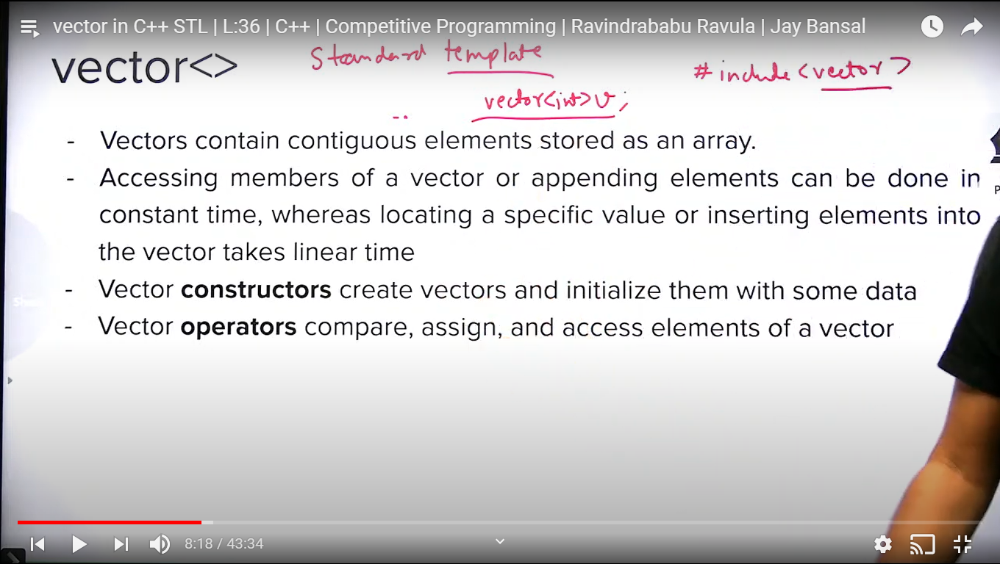 vector in C++ STL | L:36 | C++ | Competitive Programming | Ravindrababu Ravula | Jay Bansal
vector<>
Standard template
#include <vector>
vector<int>v;
- Vectors contain contiguous elements stored as an array.
- Accessing members of a vector or appending elements can be done in
constant time, whereas locating a specific value or inserting elements into
the vector takes linear time
- Vector constructors create vectors and initialize them with some data
- Vector operators compare, assign, and access elements of a vector
8:18 / 43:34